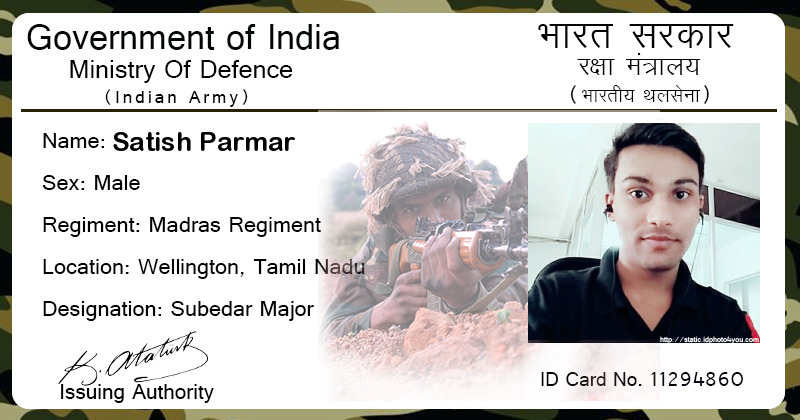 Government of India
Ministry Of Defence
(Indian Army)
भारत सरकार
रक्षा मंत्रालय
(भारतीय थलसेना)
Name: Satish Parmar
Sex: Male
Regiment: Madras Regiment
Location: Wellington, Tamil Nadu
Designation: Subedar Major
K. Atatürk
Issuing Authority
http://static.idphoto4you.com
ID Card No. 11294860